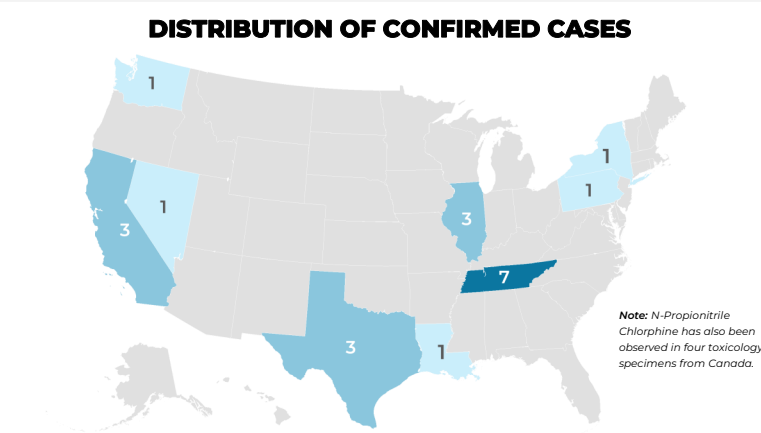 DISTRIBUTION OF CONFIRMED CASES
1
1
1
1
3
3
7
3
1
Note: N-Propionitrile
Chlorphine has also been
observed in four toxicology
specimens from Canada.